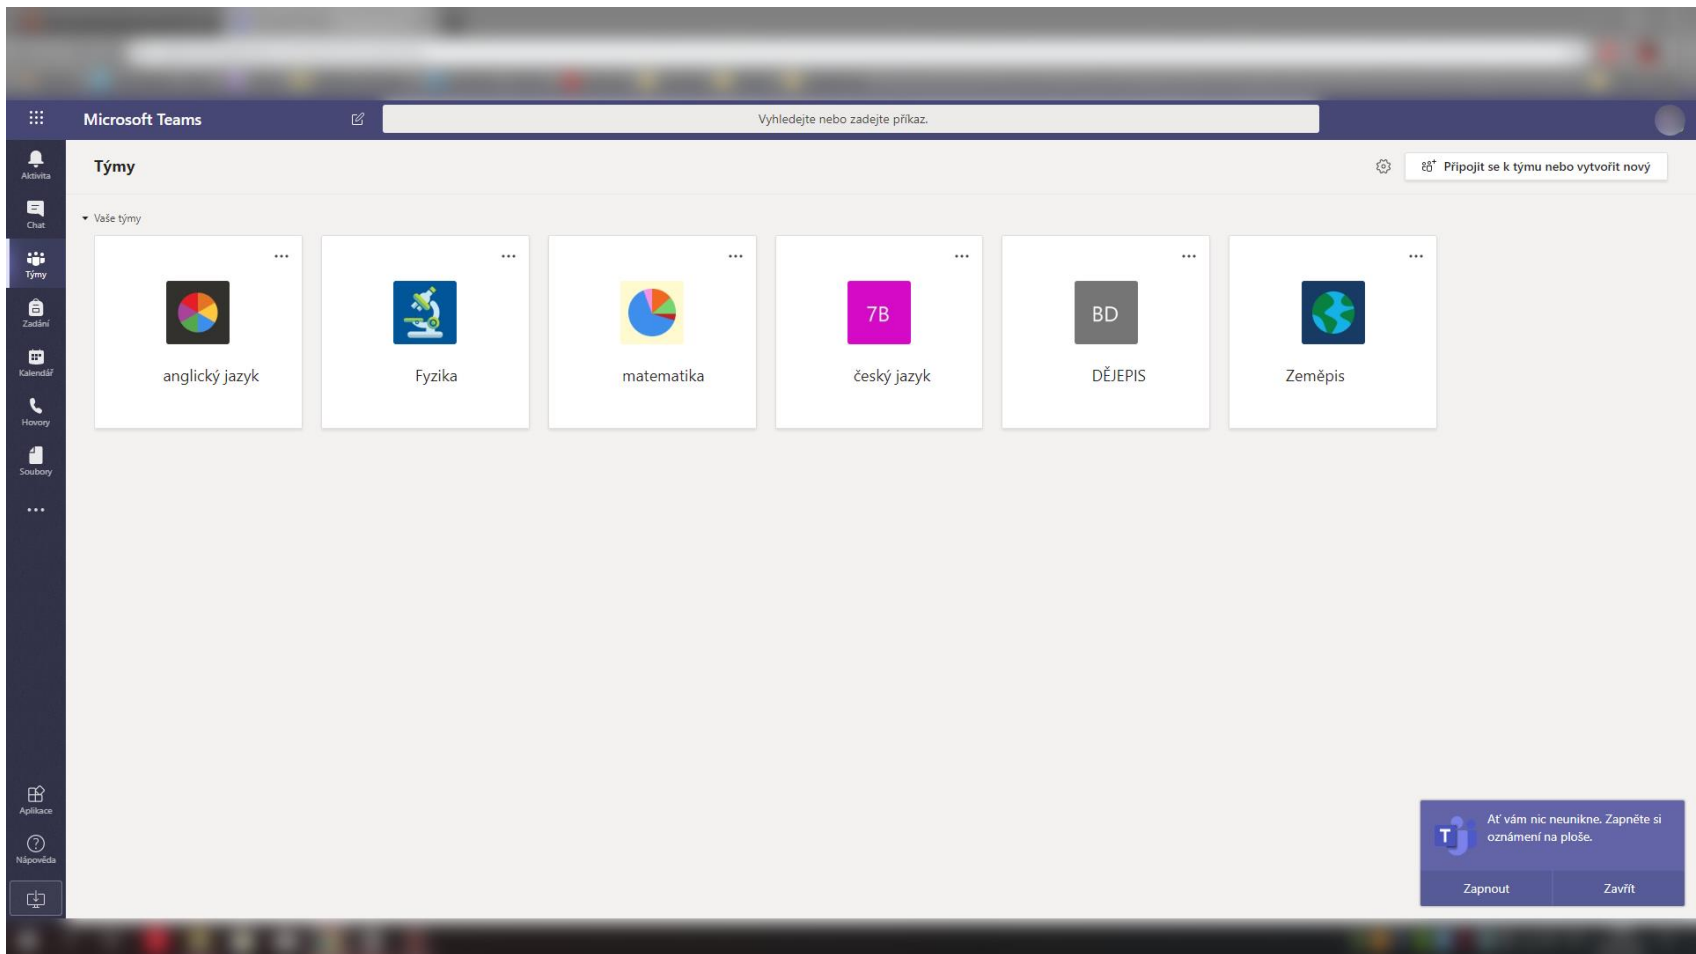 Microsoft Teams
Vyhledejte nebo zadejte příkaz.
Aktivita
Chat
Týmy
Zadání
Kalendář
Hovory
Soubory
Aplikace
Nápověda
Týmy
Připojit se k týmu nebo vytvořit nový
Vaše týmy
anglický jazyk
Fyzika
matematika
7B
český jazyk
BD
DĚJEPIS
Zeměpis
T
Ať vám nic neunikne. Zapněte si
oznámení na ploše.
Zapnout
Zavřít